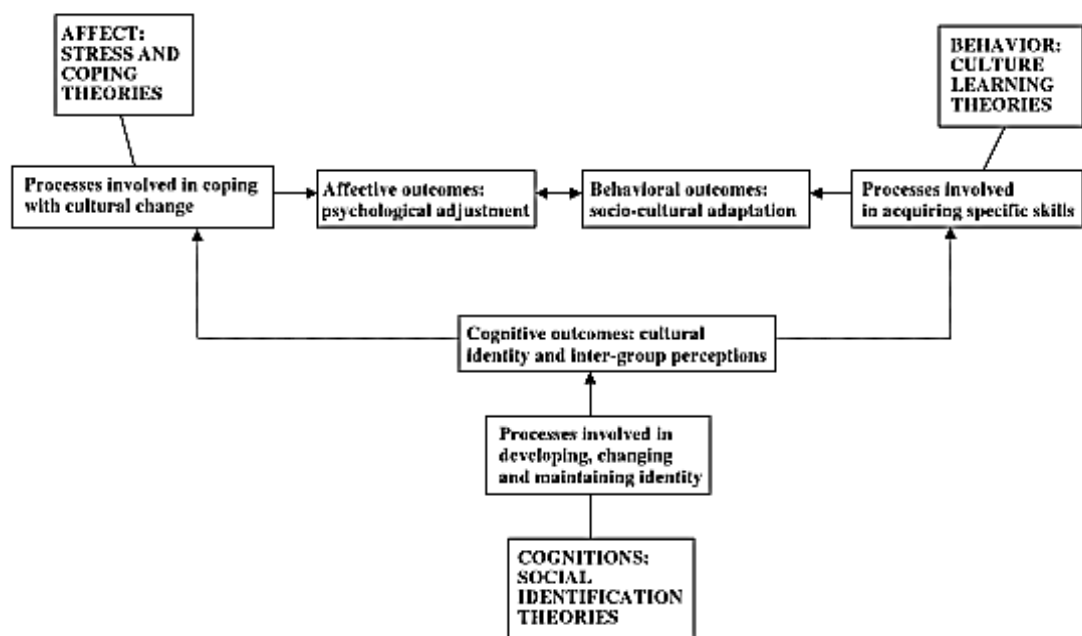 AFFECT:
STRESS AND
COPING
THEORIES
BEHAVIOR:
CULTURE
LEARNING
THEORIES
Processes involved in coping
with cultural change
Affective outcomes:
psychological adjustment
Behavioral outcomes:
socio-cultural adaptation
Processes involved
in acquiring specific skills
Cognitive outcomes: cultural
identity and inter-group perceptions
Processes involved in
developing, changing
and maintaining identity
COGNITIONS:
SOCIAL
IDENTIFICATION
THEORIES